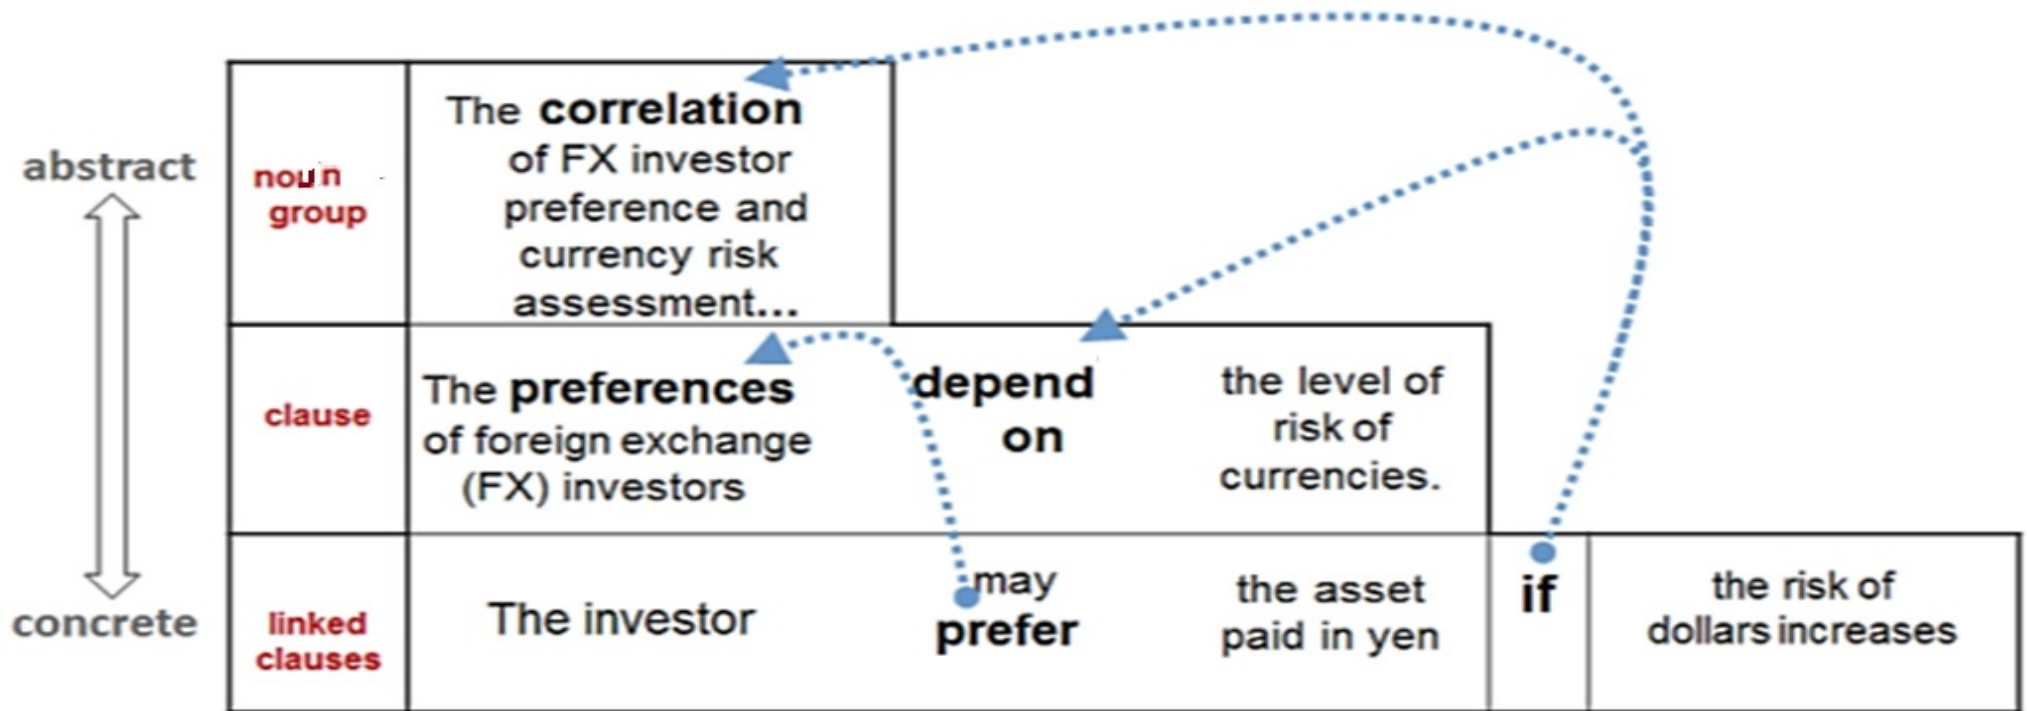 abstract
noun
group
The correlation
of FX investor
preference and
currency risk
assessment...
clause
The preferences
of foreign exchange
(FX) investors
depend
on
the level of
risk of
currencies.
concrete
linked
clauses
The investor
may
prefer
the asset
paid in yen
if
the risk of
dollars increases